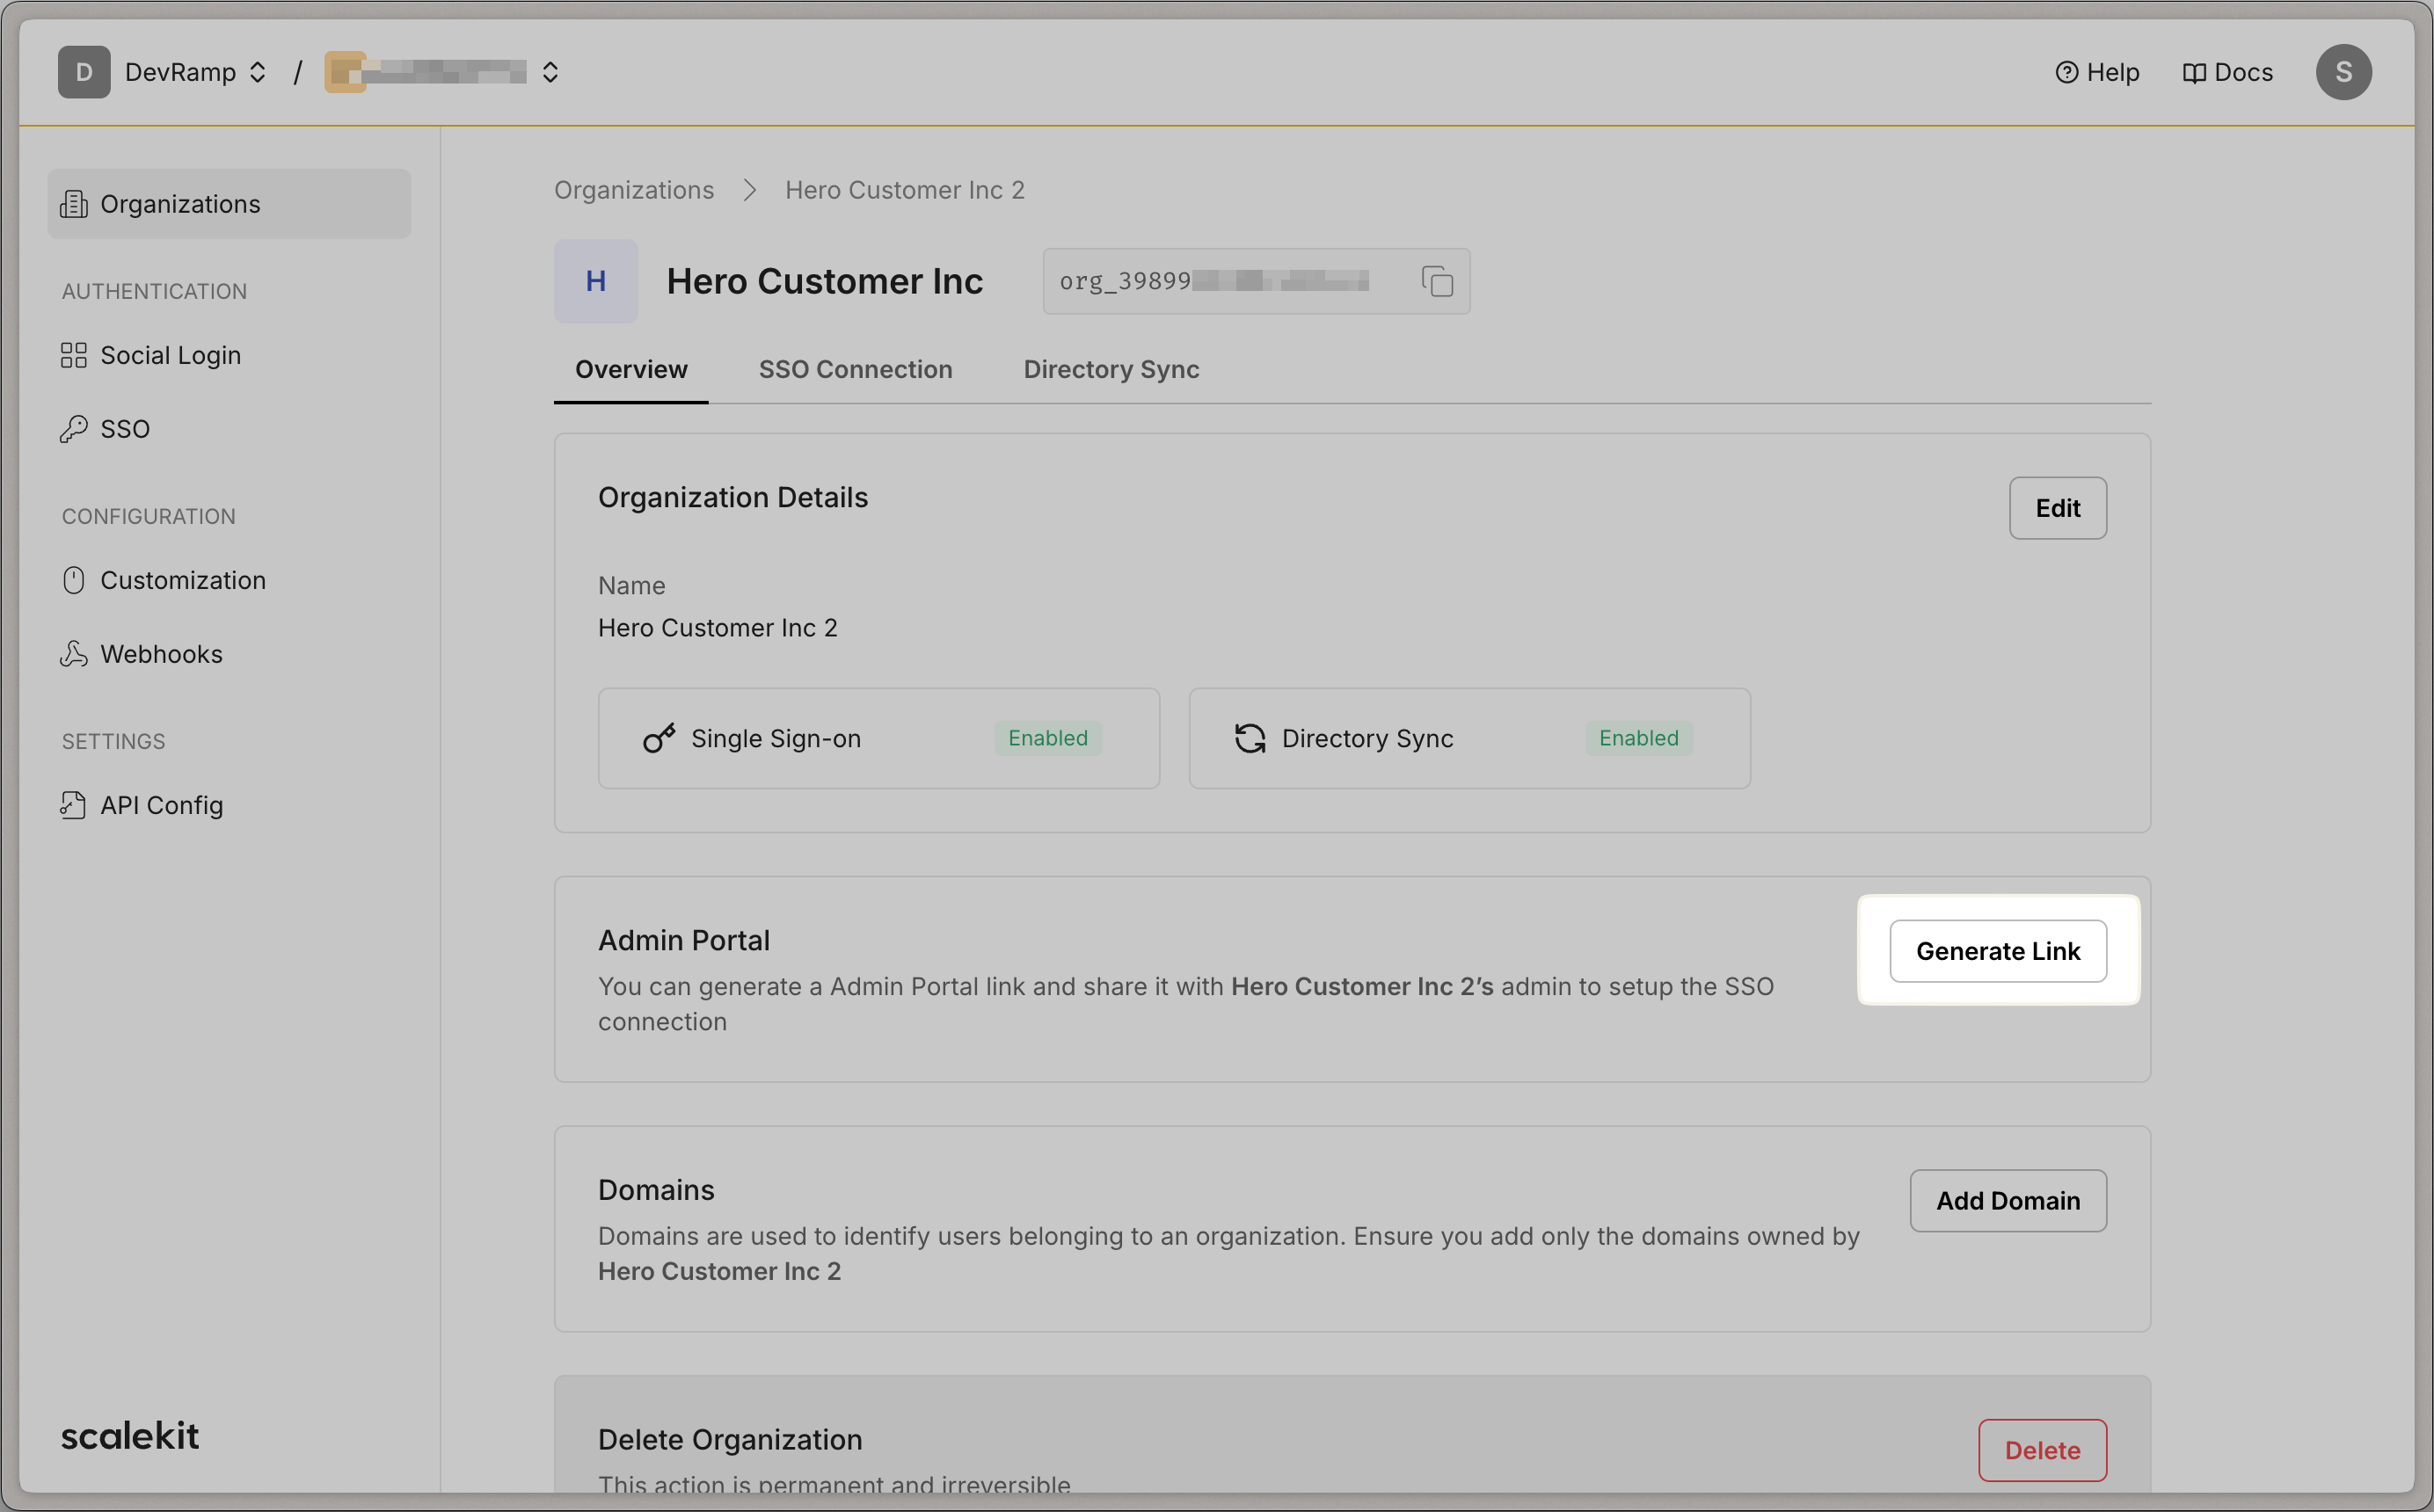 D DevRamp /
Help Docs S
Organizations
AUTHENTICATION
Social Login
SSO
CONFIGURATION
Customization
Webhooks
SETTINGS
API Config
scalekit
Organizations > Hero Customer Inc 2
H Hero Customer Inc org_39899
Overview SSO Connection Directory Sync
Organization Details Edit
Name
Hero Customer Inc 2
Single Sign-on Enabled Directory Sync Enabled
Admin Portal Generate Link
You can generate a Admin Portal link and share it with Hero Customer Inc 2’s admin to setup the SSO
connection
Domains Add Domain
Domains are used to identify users belonging to an organization. Ensure you add only the domains owned by
Hero Customer Inc 2
Delete Organization Delete
This action is permanent and irreversible